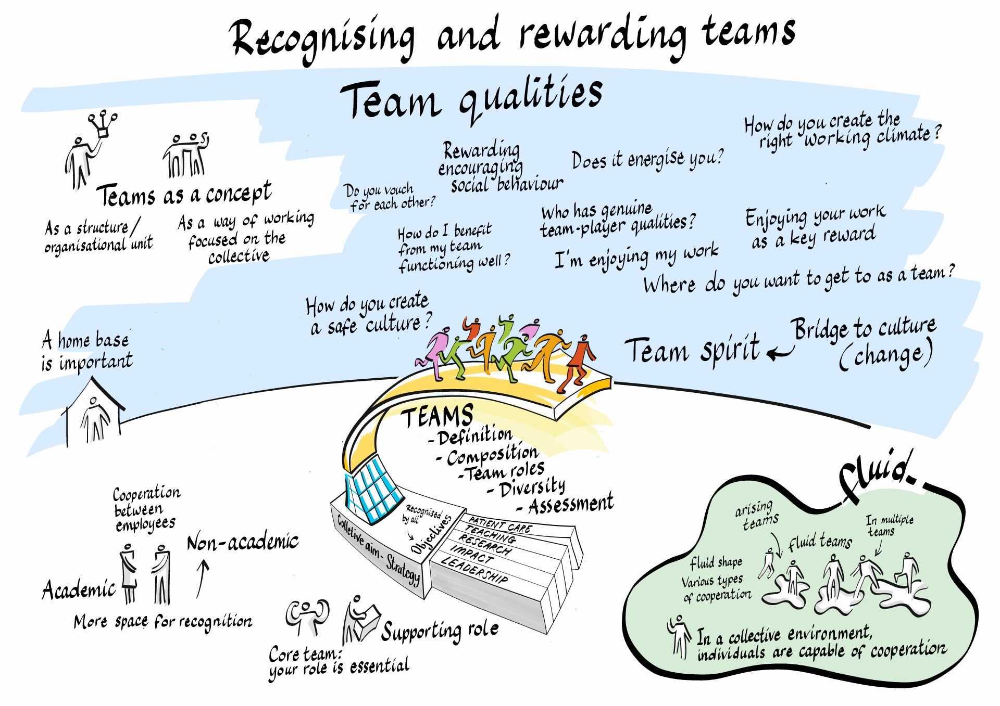 Recognising and rewarding teams
Team qualities
Teams as a concept
As a structure/
organisational unit
As a way of working
focused on the
collective
Do you vouch
for each other?
Rewarding
encouraging
social behaviour
Does it energise you?
How do you create the
right working climate?
How do I benefit
from my team
functioning well?
Who has genuine
team-player qualities?
I'm enjoying my work
Enjoying your work
as a key reward
Where do you want to get to as a team?
How do you create
a safe culture?
Team spirit
Bridge to culture
(change)
A home base
is important
TEAMS
- Definition
- Composition
- Team roles
- Diversity
- Assessment
Recognised
by all
Objectives
Colletive aim - Strategy
PATIENT CARE
TEACHING
RESEARCH
IMPACT
LEADERSHIP
Cooperation
between
employees
Non-academic
Academic
More space for recognition
Supporting role
Core team:
your role is essential
fluid
arising
teams
In multiple
teams
fluid teams
fluid shape
Various types
of cooperation
In a collective environment,
individuals are capable of cooperation